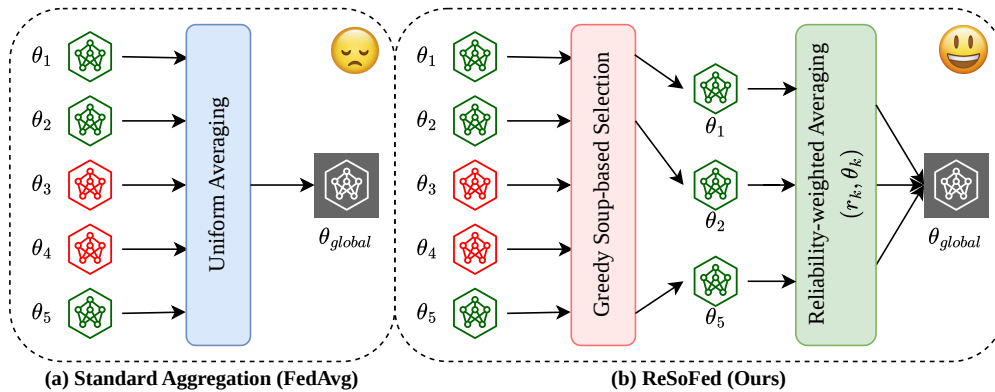 θ1
θ2
θ3
θ4
θ5
Uniform Averaging
θglobal
(a) Standard Aggregation (FedAvg)
θ1
θ2
θ3
θ4
θ5
Greedy Soup-based Selection
θ1
θ2
θ5
Reliability-weighted Averaging
(rk, θk)
θglobal
(b) ReSoFed (Ours)